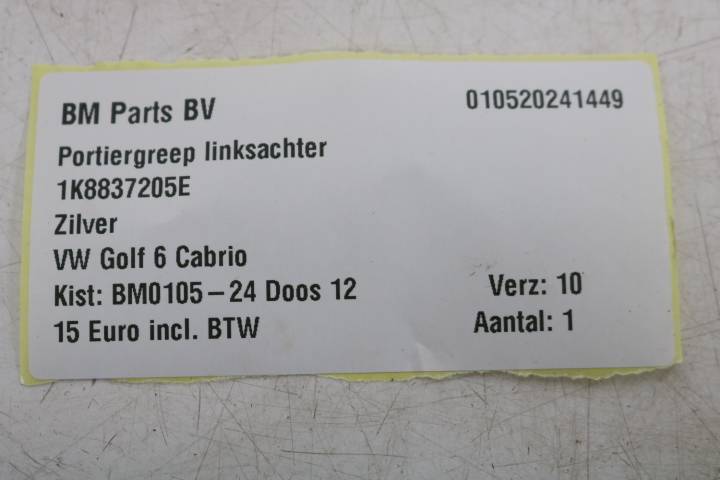 BM Parts BV 010520241449
Portiergreep linksachter
1K8837205E
Zilver
VW Golf 6 Cabrio
Kist: BM0105 – 24 Doos 12 Verz: 10
15 Euro incl. BTW Aantal: 1